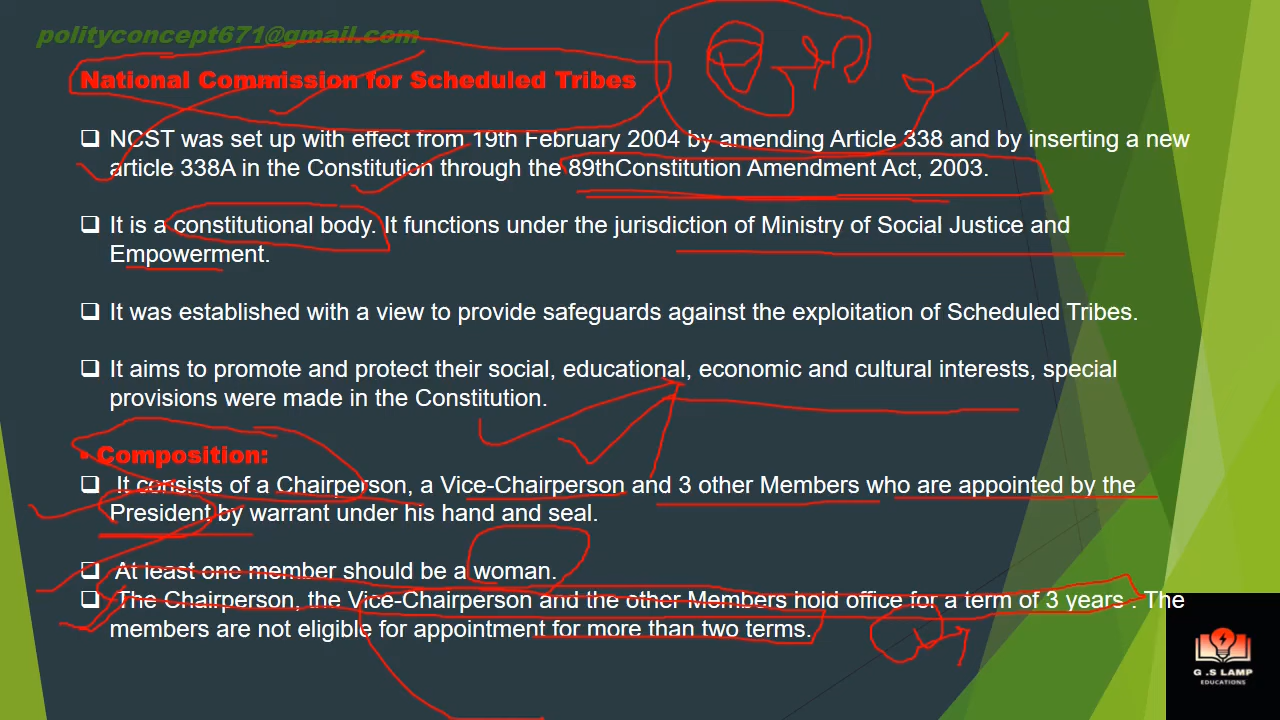 polityconcept671@gmail.com
National Commission for Scheduled Tribes
❑ NCST was set up with effect from 19th February 2004 by amending Article 338 and by inserting a new
article 338A in the Constitution through the 89thConstitution Amendment Act, 2003.
❑ It is a constitutional body. It functions under the jurisdiction of Ministry of Social Justice and
Empowerment.
❑ It was established with a view to provide safeguards against the exploitation of Scheduled Tribes.
❑ It aims to promote and protect their social, educational, economic and cultural interests, special
provisions were made in the Constitution.
• Composition:
❑ It consists of a Chairperson, a Vice-Chairperson and 3 other Members who are appointed by the
President by warrant under his hand and seal.
❑ At least one member should be a woman.
❑ The Chairperson, the Vice-Chairperson and the other Members hold office for a term of 3 years . The
members are not eligible for appointment for more than two terms.
G .S LAMP
EDUCATIONS